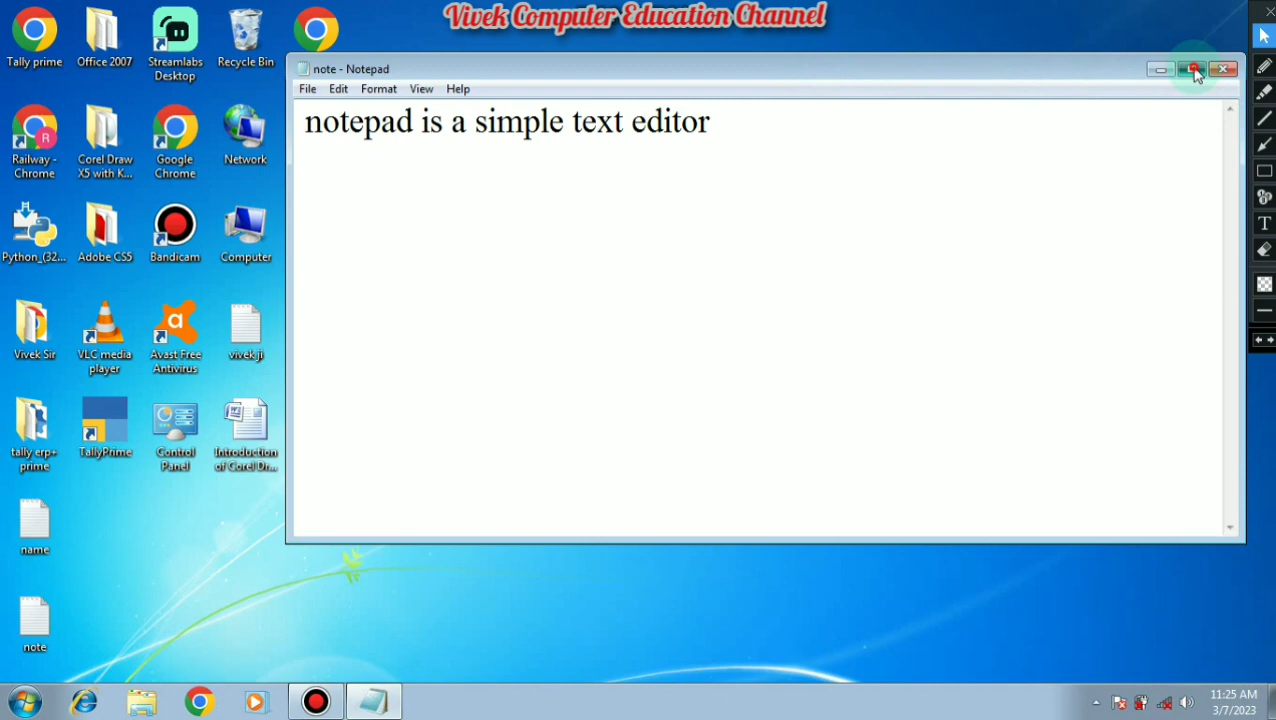 Vivek Computer Education Channel
Tally prime
Office 2007
Streamlabs
Desktop
Recycle Bin
note - Notepad
File Edit Format View Help
notepad is a simple text editor
Railway -
Chrome
Corel Draw
X5 with K...
Google
Chrome
Network
Python_(32...
Adobe CS5
Bandicam
Computer
Vivek Sir
VLC media
player
Avast Free
Antivirus
vivek ji
tally erp+
prime
TallyPrime
Control
Panel
Introduction
of Corel Dr...
name
note
T
11:25 AM
3/7/2023